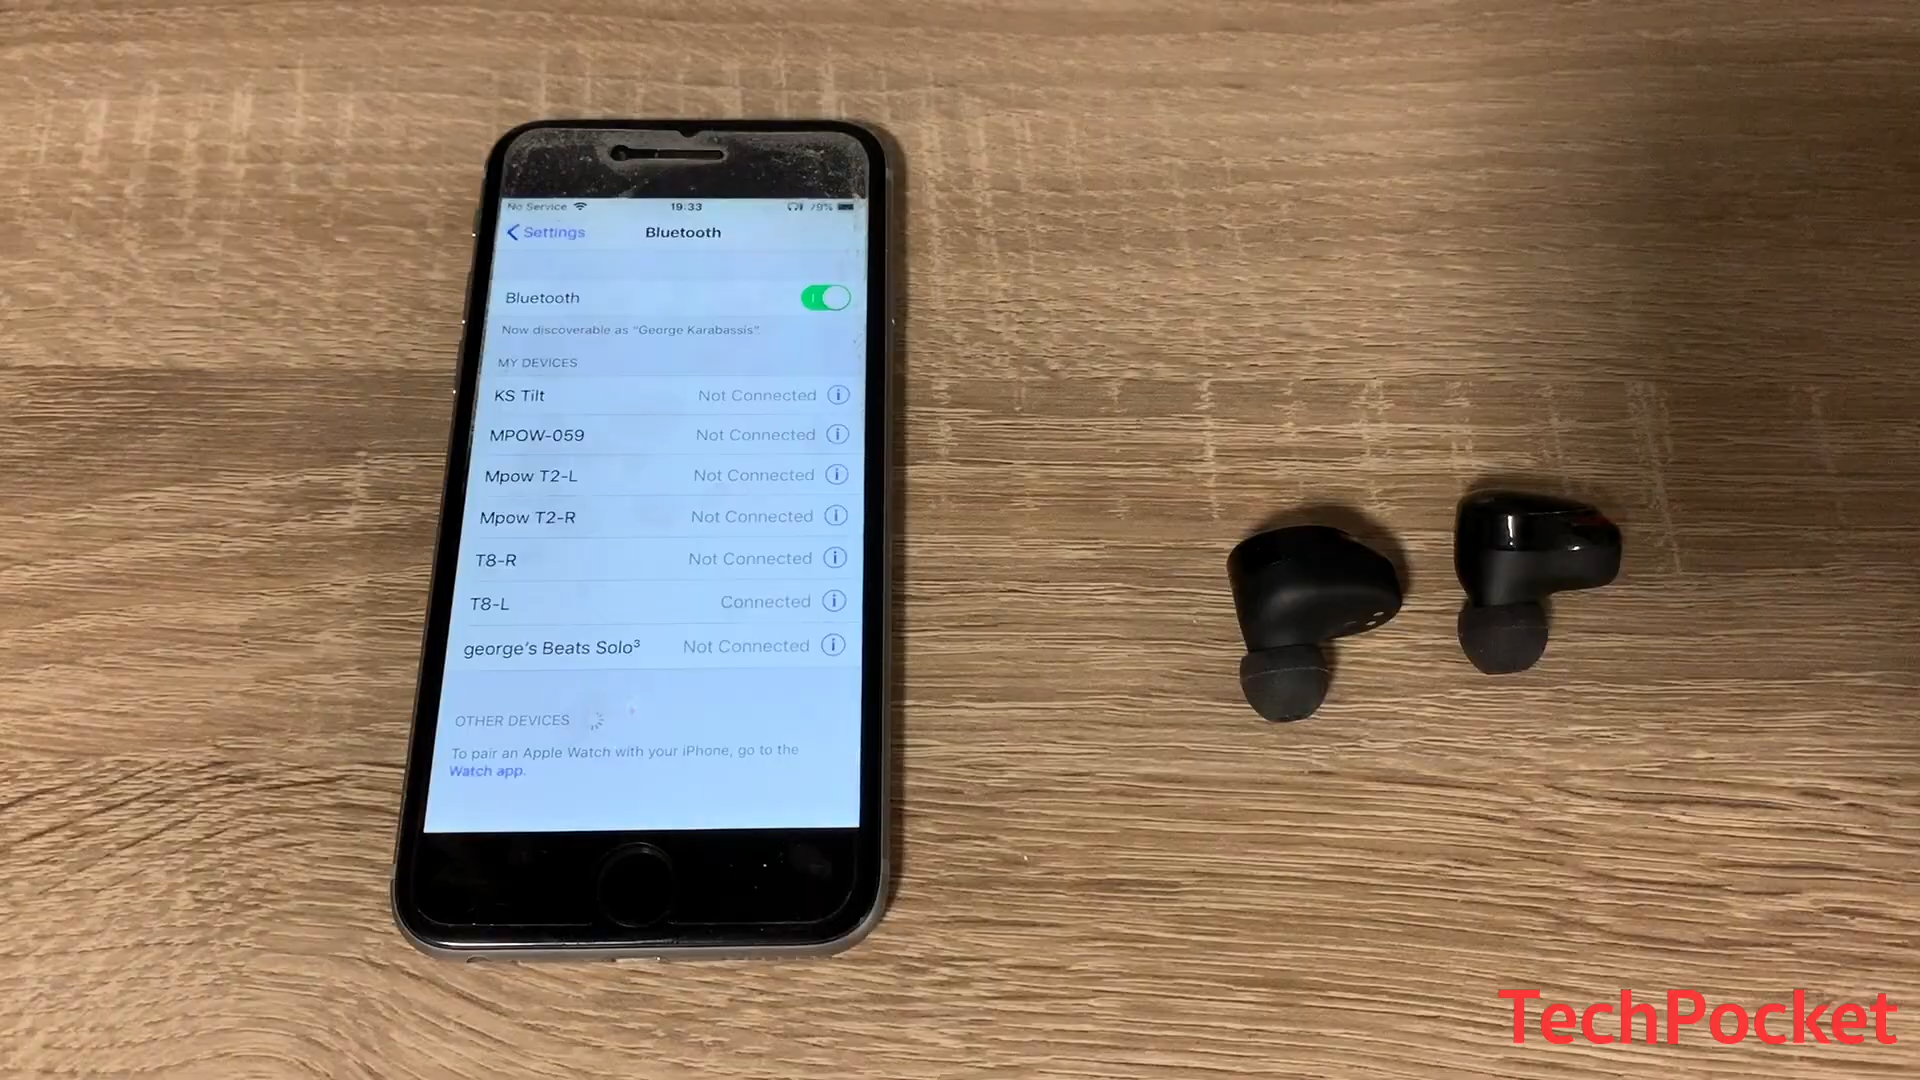 No Service 19:33 79%
Settings Bluetooth
Bluetooth
Now discoverable as “George Karabassis”.
MY DEVICES
KS Tilt Not Connected
MPOW-059 Not Connected
Mpow T2-L Not Connected
Mpow T2-R Not Connected
T8-R Not Connected
T8-L Connected
george's Beats Solo³ Not Connected
OTHER DEVICES
To pair an Apple Watch with your iPhone, go to the
Watch app.
TechPocket